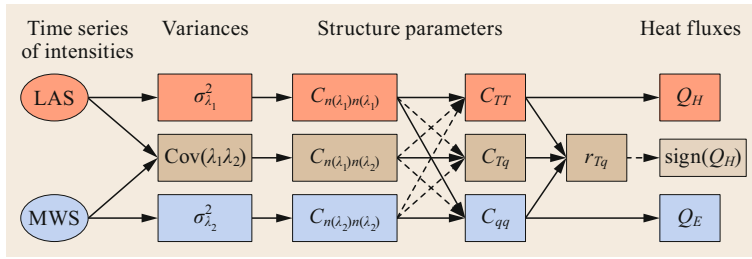 Time series
of intensities
Variances
Structure parameters
Heat fluxes
LAS
σ²λ₁
Cn(λ₁)n(λ₁)
CTT
QH
Cov(λ₁λ₂)
Cn(λ₁)n(λ₂)
CTq
rTq
sign(QH)
MWS
σ²λ₂
Cn(λ₂)n(λ₂)
Cqq
QE